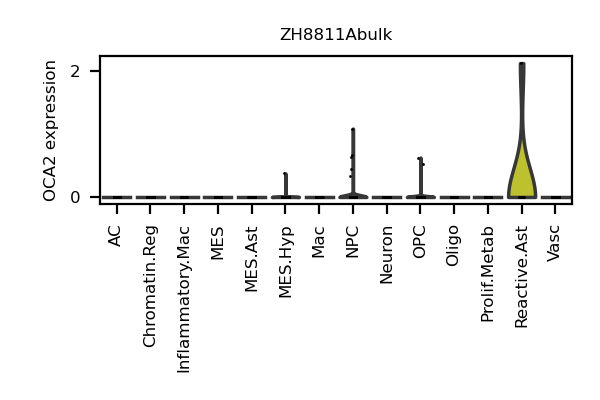 ZH8811Abulk
OCA2 expression
2
0
AC
Chromatin.Reg
Inflammatory.Mac
MES
MES.Ast
MES.Hyp
Mac
NPC
Neuron
OPC
Oligo
Prolif.Metab
Reactive.Ast
Vasc